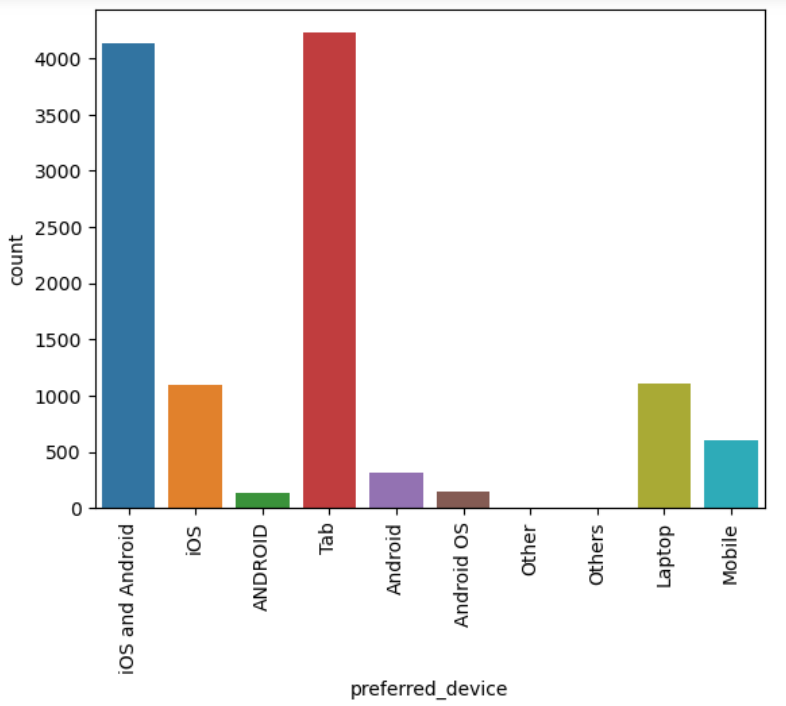 4000
3500
3000
2500
2000
1500
1000
500
0
count
iOS and Android
iOS
ANDROID
Tab
Android
Android OS
Other
Others
Laptop
Mobile
preferred_device